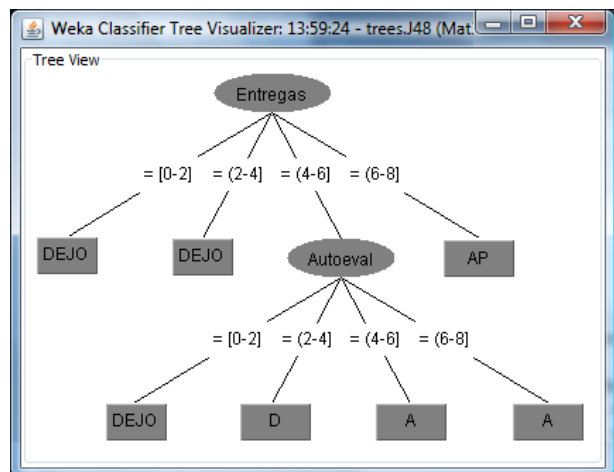 Weka Classifier Tree Visualizer: 13:59:24 - trees.J48 (Mat
Tree View
Entregas
= [0-2] = (2-4] = (4-6] = (6-8]
DEJO DEJO Autoeval AP
= [0-2] = (2-4] = (4-6] = (6-8]
DEJO D A A